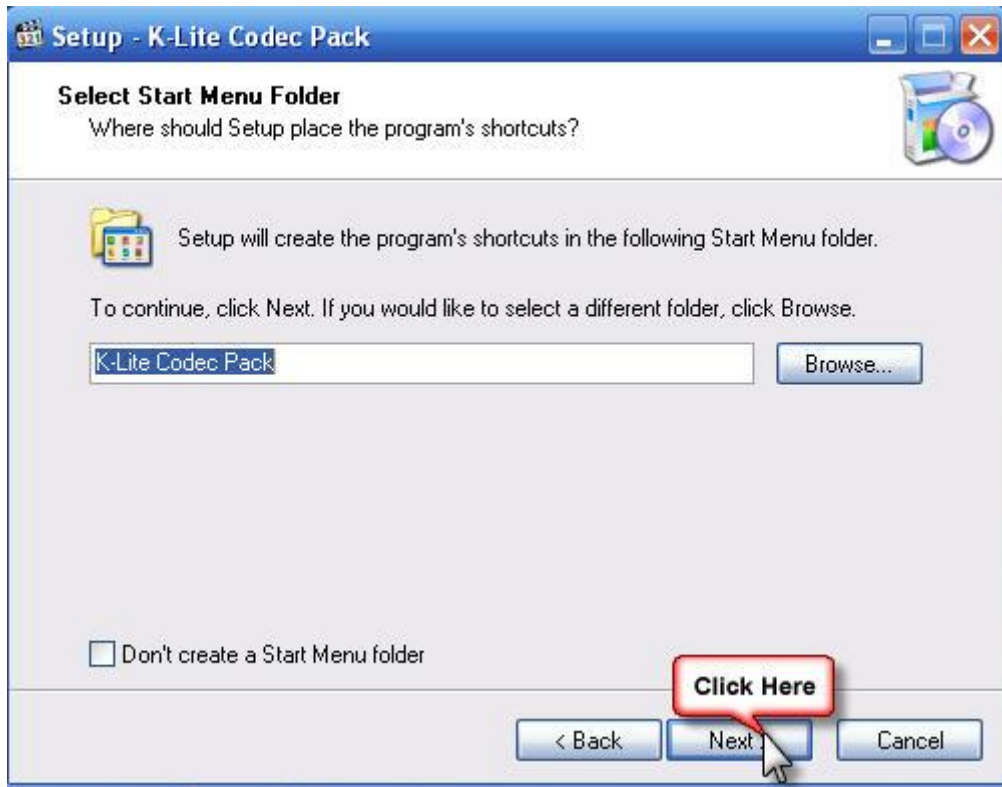 Setup - K-Lite Codec Pack
Select Start Menu Folder
Where should Setup place the program's shortcuts?
Setup will create the program's shortcuts in the following Start Menu folder.
To continue, click Next. If you would like to select a different folder, click Browse.
K-Lite Codec Pack
Browse...
Don't create a Start Menu folder
Click Here
< Back
Next
Cancel